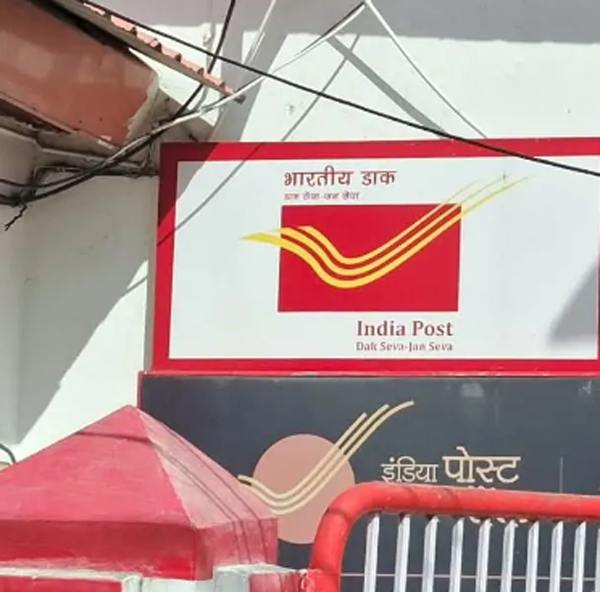 भारतीय डाक
डाक सेवा-जन सेवा
India Post
Dak Seva-Jan Seva
इंडिया पोस्ट